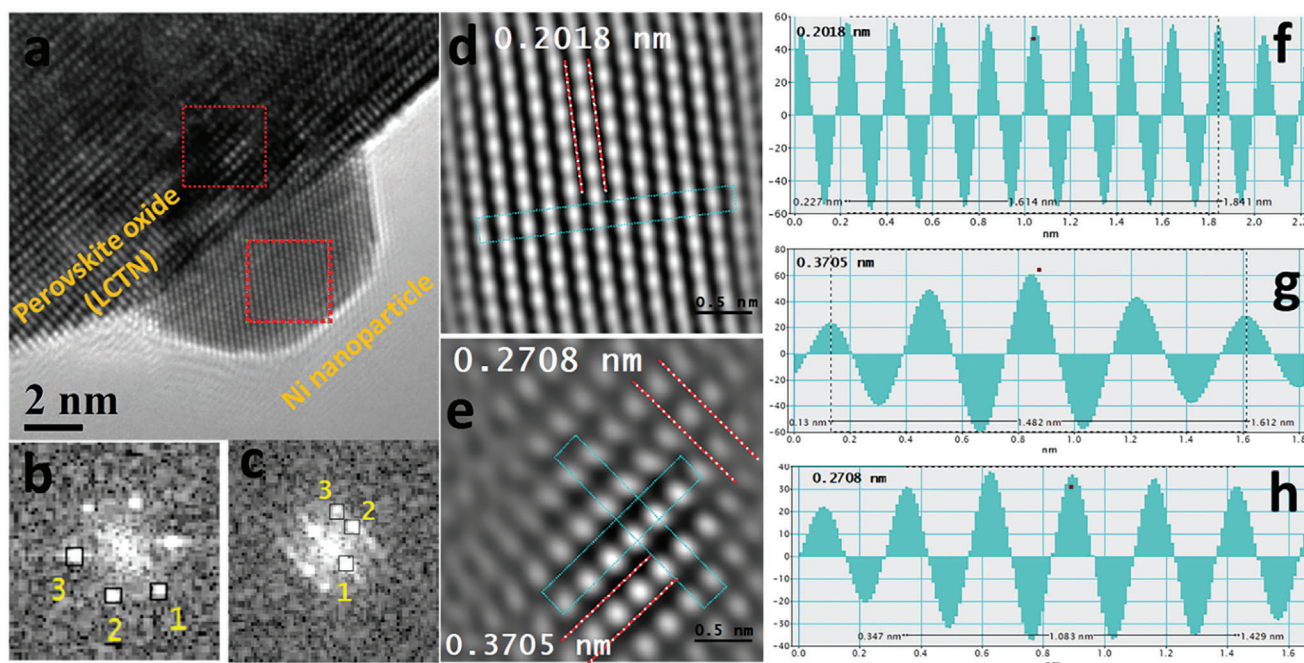 a
Perovskite oxide
(LCTN)
Ni nanoparticle
2 nm
b
3
2
1
c
3
2
1
d
0.2018 nm
0.5 nm
0.2708 nm
e
0.3705 nm
0.5 nm
f
0.2018 nm
60
40
20
0
-20
-40
-60
0.227 nm
1.614 nm
1.841 nm
0.0 0.2 0.4 0.6 0.8 1.0 1.2 1.4 1.6 1.8 2.0 2.2
nm
g
0.3705 nm
80
60
40
20
0
-20
-40
-60
0.13 nm
1.482 nm
1.612 nm
0.0 0.2 0.4 0.6 0.8 1.0 1.2 1.4 1.6 1.8
nm
h
0.2708 nm
40
30
20
10
0
-10
-20
-30
-40
0.347 nm
1.083 nm
1.429 nm
0.0 0.2 0.4 0.6 0.8 1.0 1.2 1.4 1.6
nm